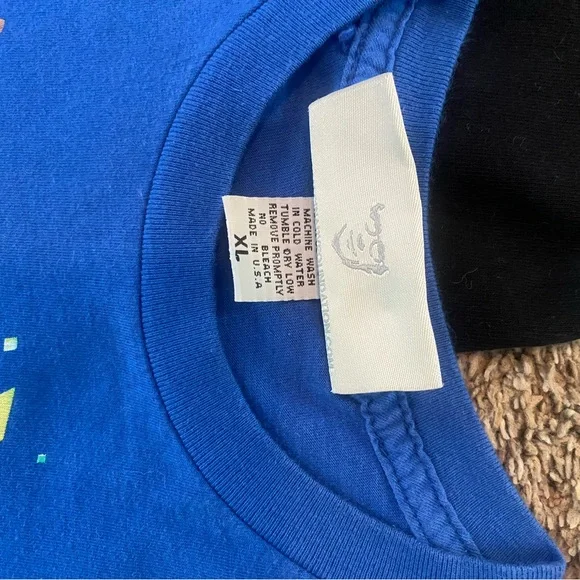 MACHINE WASH
IN COLD WATER
TUMBLE DRY LOW
REMOVE PROMPTLY
NO BLEACH
MADE IN U.S.A
XL